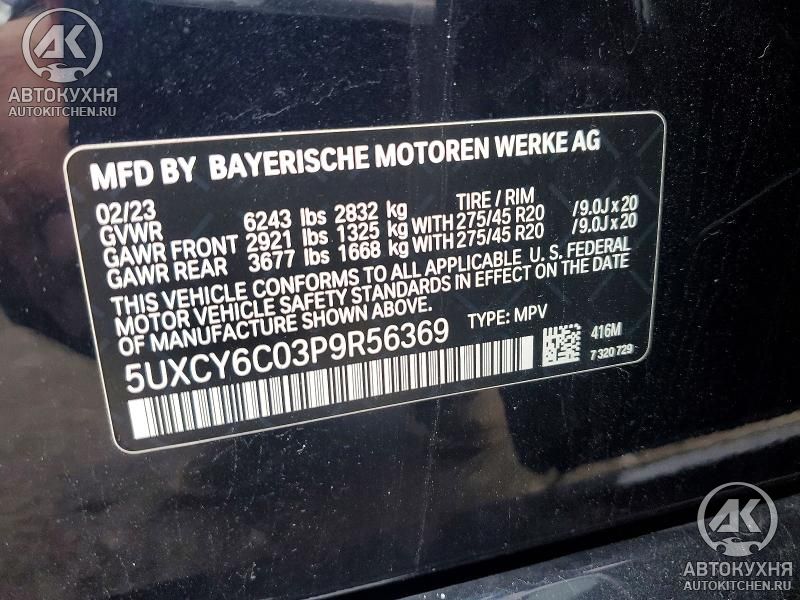 AK
АВТОКУХНЯ
AUTOKITCHEN.RU
MFD BY BAYERISCHE MOTOREN WERKE AG
02/23 TIRE / RIM
GVWR 6243 lbs 2832 kg
GAWR FRONT 2921 lbs 1325 kg WITH 275/45 R20 /9.0J x 20
GAWR REAR 3677 lbs 1668 kg WITH 275/45 R20 /9.0J x 20
THIS VEHICLE CONFORMS TO ALL APPLICABLE U. S. FEDERAL
MOTOR VEHICLE SAFETY STANDARDS IN EFFECT ON THE DATE
OF MANUFACTURE SHOWN ABOVE.
5UXCY6C03P9R56369 TYPE: MPV 416M
7 320 729
AK
АВТОКУХНЯ
AUTOKITCHEN.RU